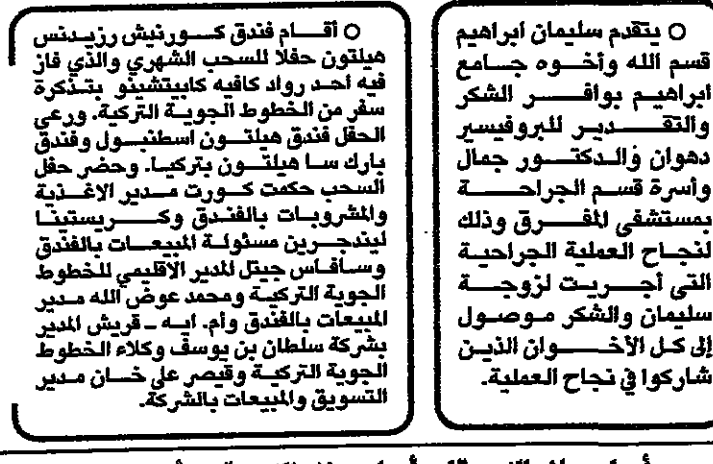 ○ يتقدم سليمان ابراهيم
قسم الله وأخوه جامع
ابراهيم بوافر الشكر
والتقدير للبروفيسير
دهوان والدكتور جمال
وأسرة قسم الجراحة
بمستشفى المفرق وذلك
لنجاح العملية الجراحية
التى أجريت لزوجة
سليمان والشكر موصول
إلى كل الأخوان الذين
شاركوا في نجاح العملية.
○ أقام فندق كورنيش رزيدنس
هيلتون حفلا للسحب الشهري والذي فاز
فيه أحد رواد كافيه كابيتشينو بتذكرة
سفر من الخطوط الجوية التركية. ورعى
الحفل فندق هيلتون اسطنبول وفندق
بارك سا هيلتون بتركيا. وحضر حفل
السحب حكمت كورت مدير الاغذية
والمشروبات بالفندق وكريستينا
ليندجرين مسئولة المبيعات بالفندق
وسافاس جيتل المدير الاقليمي للخطوط
الجوية التركية ومحمد عوض الله مدير
المبيعات بالفندق وأم. ايه ـ قريش المدير
بشركة سلطان بن يوسف وكلاء الخطوط
الجوية التركية وقيصر علي خان مدير
التسويق والمبيعات بالشركة.